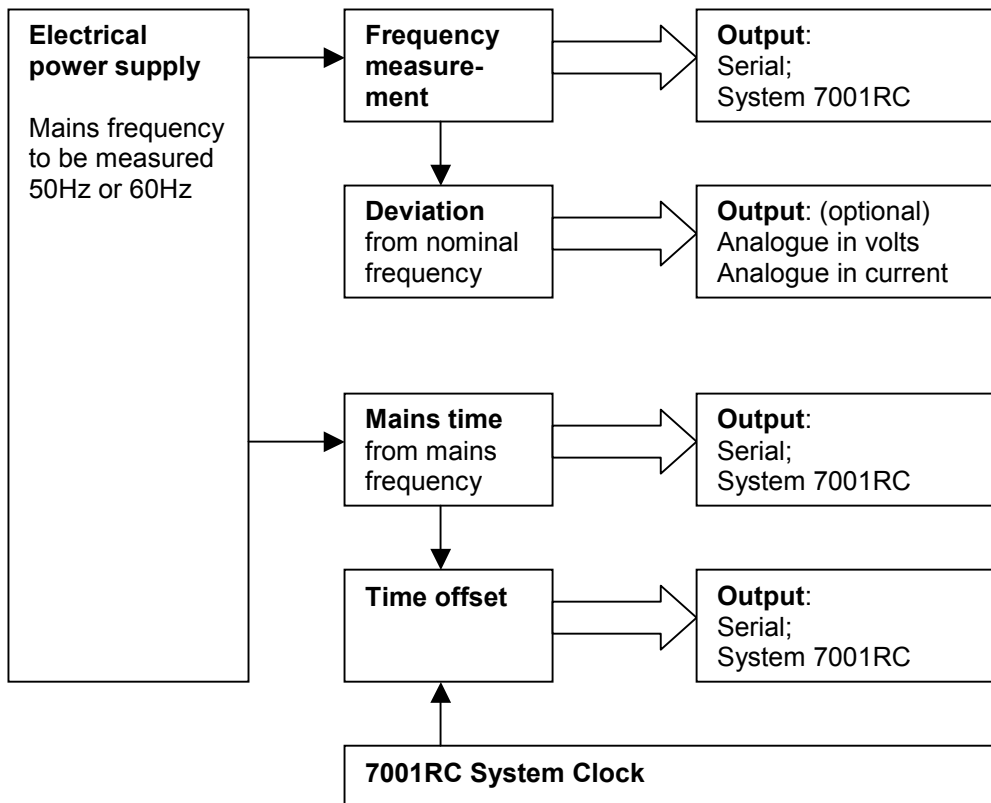 Electrical
power supply
Mains frequency
to be measured
50Hz or 60Hz
Frequency
measure-
ment
Output:
Serial;
System 7001RC
Deviation
from nominal
frequency
Output: (optional)
Analogue in volts
Analogue in current
Mains time
from mains
frequency
Output:
Serial;
System 7001RC
Time offset
Output:
Serial;
System 7001RC
7001RC System Clock